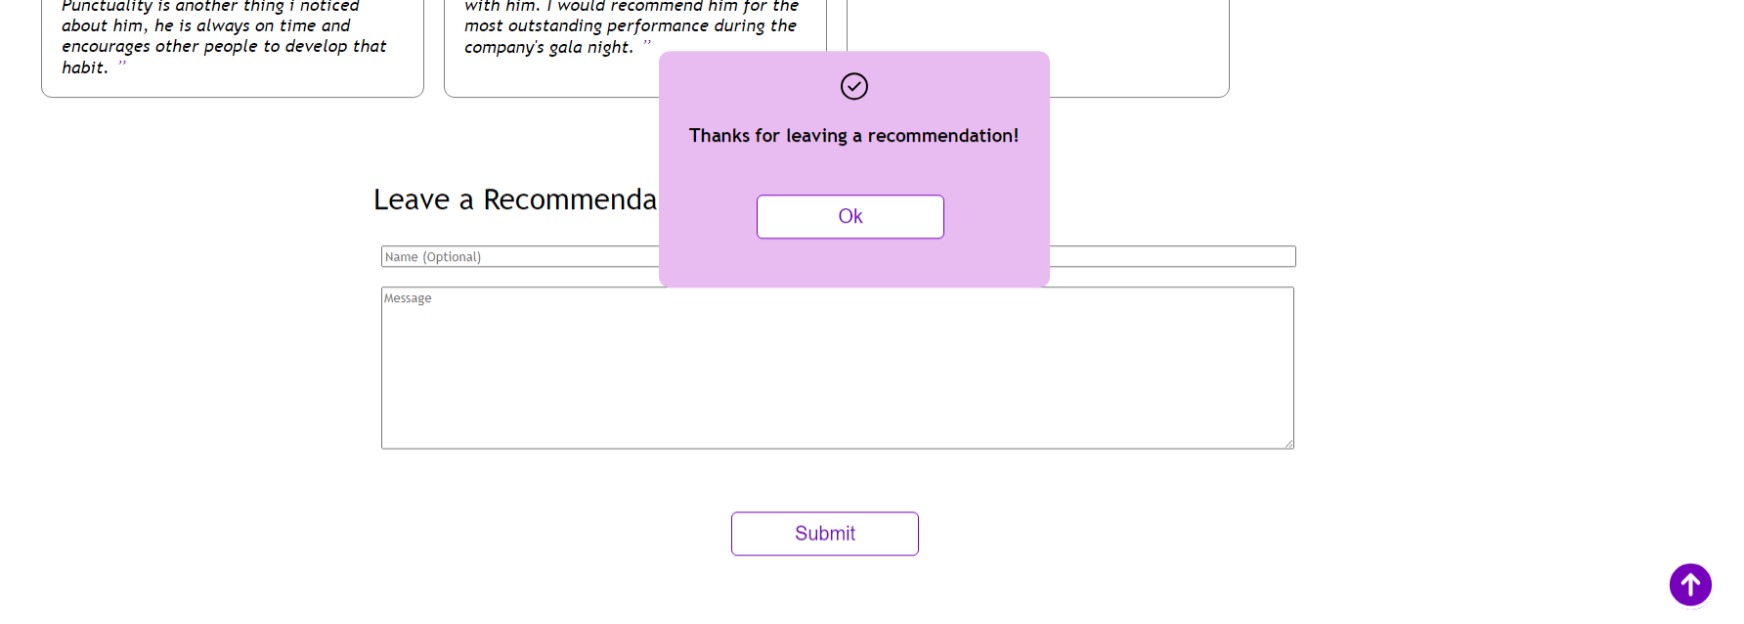 Punctuality is another thing i noticed
about him, he is always on time and
encourages other people to develop that
habit. ”
with him. I would recommend him for the
most outstanding performance during the
company's gala night. ”
Thanks for leaving a recommendation!
Ok
Leave a Recommenda
Name (Optional)
Message
Submit